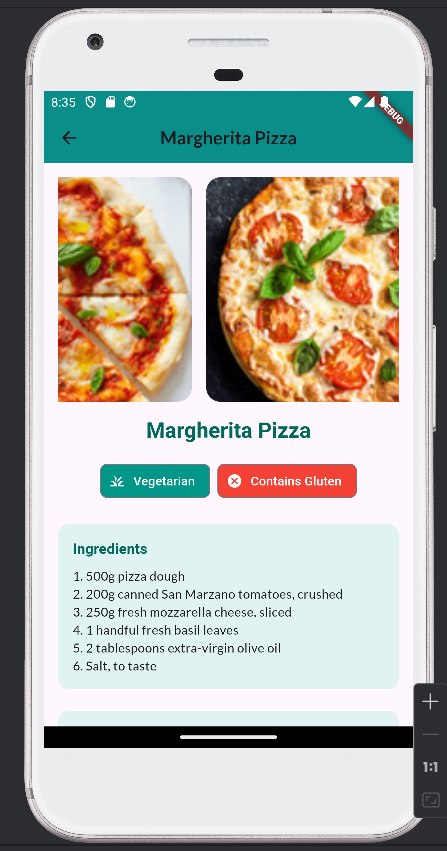 8:35
DEBUG
Margherita Pizza
Margherita Pizza
Vegetarian
Contains Gluten
Ingredients
1. 500g pizza dough
2. 200g canned San Marzano tomatoes, crushed
3. 250g fresh mozzarella cheese, sliced
4. 1 handful fresh basil leaves
5. 2 tablespoons extra-virgin olive oil
6. Salt, to taste
1:1